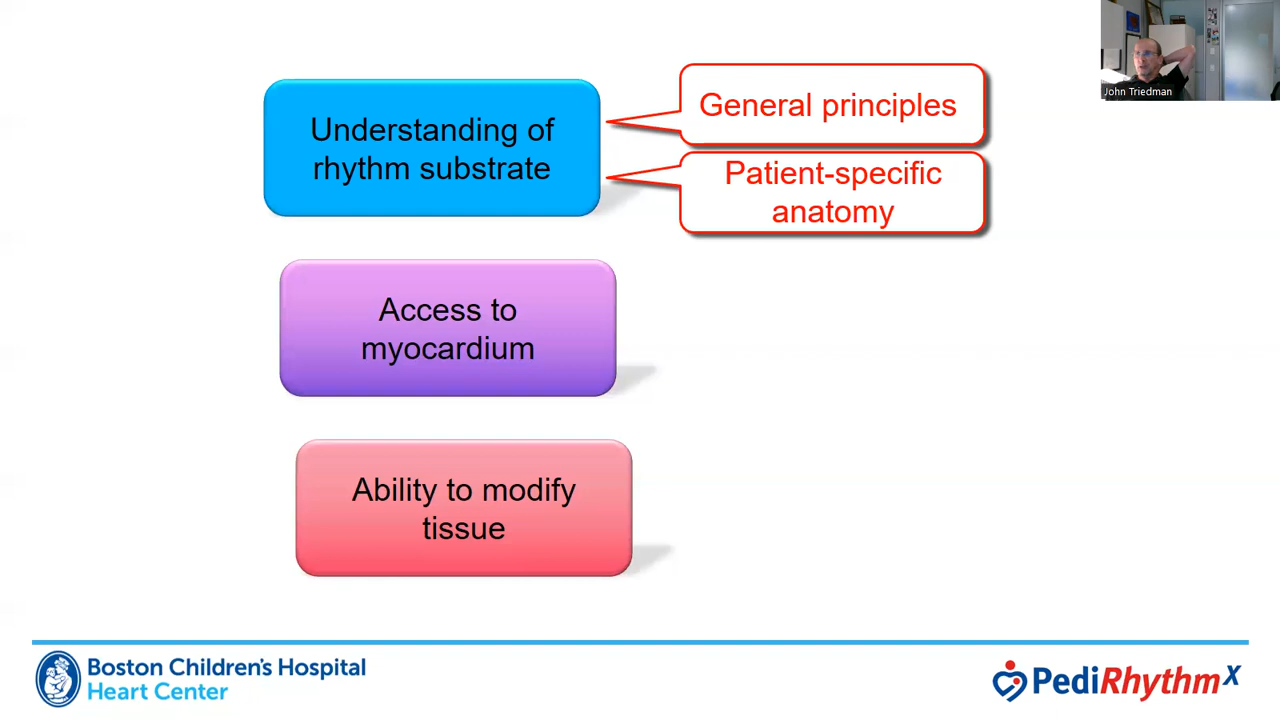 John Triedman
Understanding of
rhythm substrate
General principles
Patient-specific
anatomy
Access to
myocardium
Ability to modify
tissue
Boston Children's Hospital
Heart Center
PediRhythm X